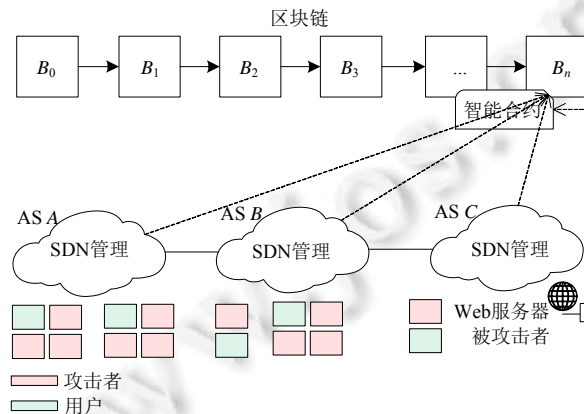 区块链
B0 B1 B2 B3 ... Bn
智能合约
AS A AS B AS C
SDN管理 SDN管理 SDN管理
Web服务器
被攻击者
攻击者
用户